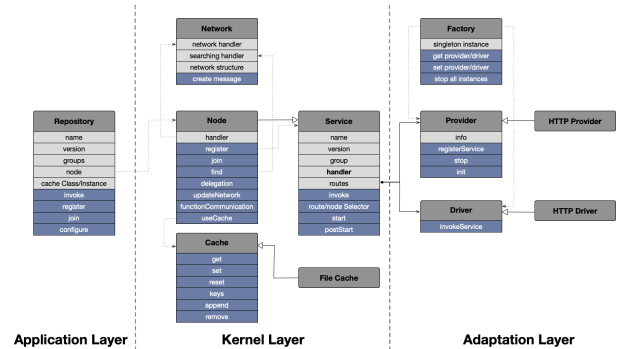 Repository
name
version
groups
node
cache Class/Instance
invoke
register
join
configure
Application Layer
Network
network handler
searching handler
network structure
create message
Node
handler
register
join
find
delegation
updateNetwork
functionCommunication
useCache
Service
name
version
group
handler
routes
invoke
route/node Selector
start
postStart
Cache
get
set
reset
keys
append
remove
File Cache
Kernel Layer
Factory
singleton instance
get provider/driver
set provider/driver
stop all instances
Provider
info
registerService
stop
init
HTTP Provider
Driver
invokeService
HTTP Driver
Adaptation Layer